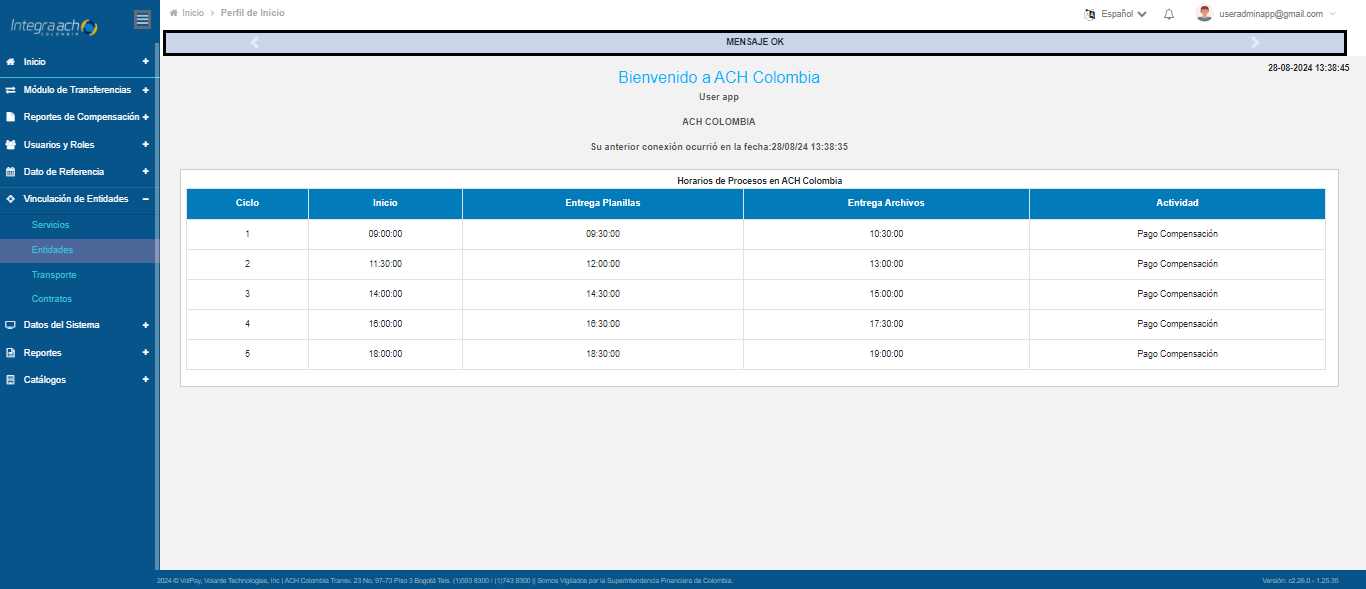 Integra ach
COLOMBIA
Inicio > Perfil de Inicio
Español
useradminapp@gmail.com
MENSAJE OK
28-08-2024 13:38:45
Inicio +
Módulo de Transferencias +
Reportes de Compensación +
Usuarios y Roles +
Dato de Referencia +
Vinculación de Entidades −
Servicios
Entidades
Transporte
Contratos
Datos del Sistema +
Reportes +
Catálogos +
Bienvenido a ACH Colombia
User app
ACH COLOMBIA
Su anterior conexión ocurrió en la fecha:28/08/24 13:38:35
Horarios de Procesos en ACH Colombia
Ciclo Inicio Entrega Planillas Entrega Archivos Actividad
1 09:00:00 09:30:00 10:30:00 Pago Compensación
2 11:30:00 12:00:00 13:00:00 Pago Compensación
3 14:00:00 14:30:00 15:00:00 Pago Compensación
4 16:00:00 16:30:00 17:30:00 Pago Compensación
5 18:00:00 18:30:00 19:00:00 Pago Compensación
2024 © VolPay, Volante Technologies, Inc | ACH Colombia Transv. 23 No. 97-73 Piso 3 Bogotá Tels. (1)593 8300 / (1)743 8300 || Somos Vigilados por la Superintendencia Financiera de Colombia.
Versión: c2.26.0 - 1.25.35